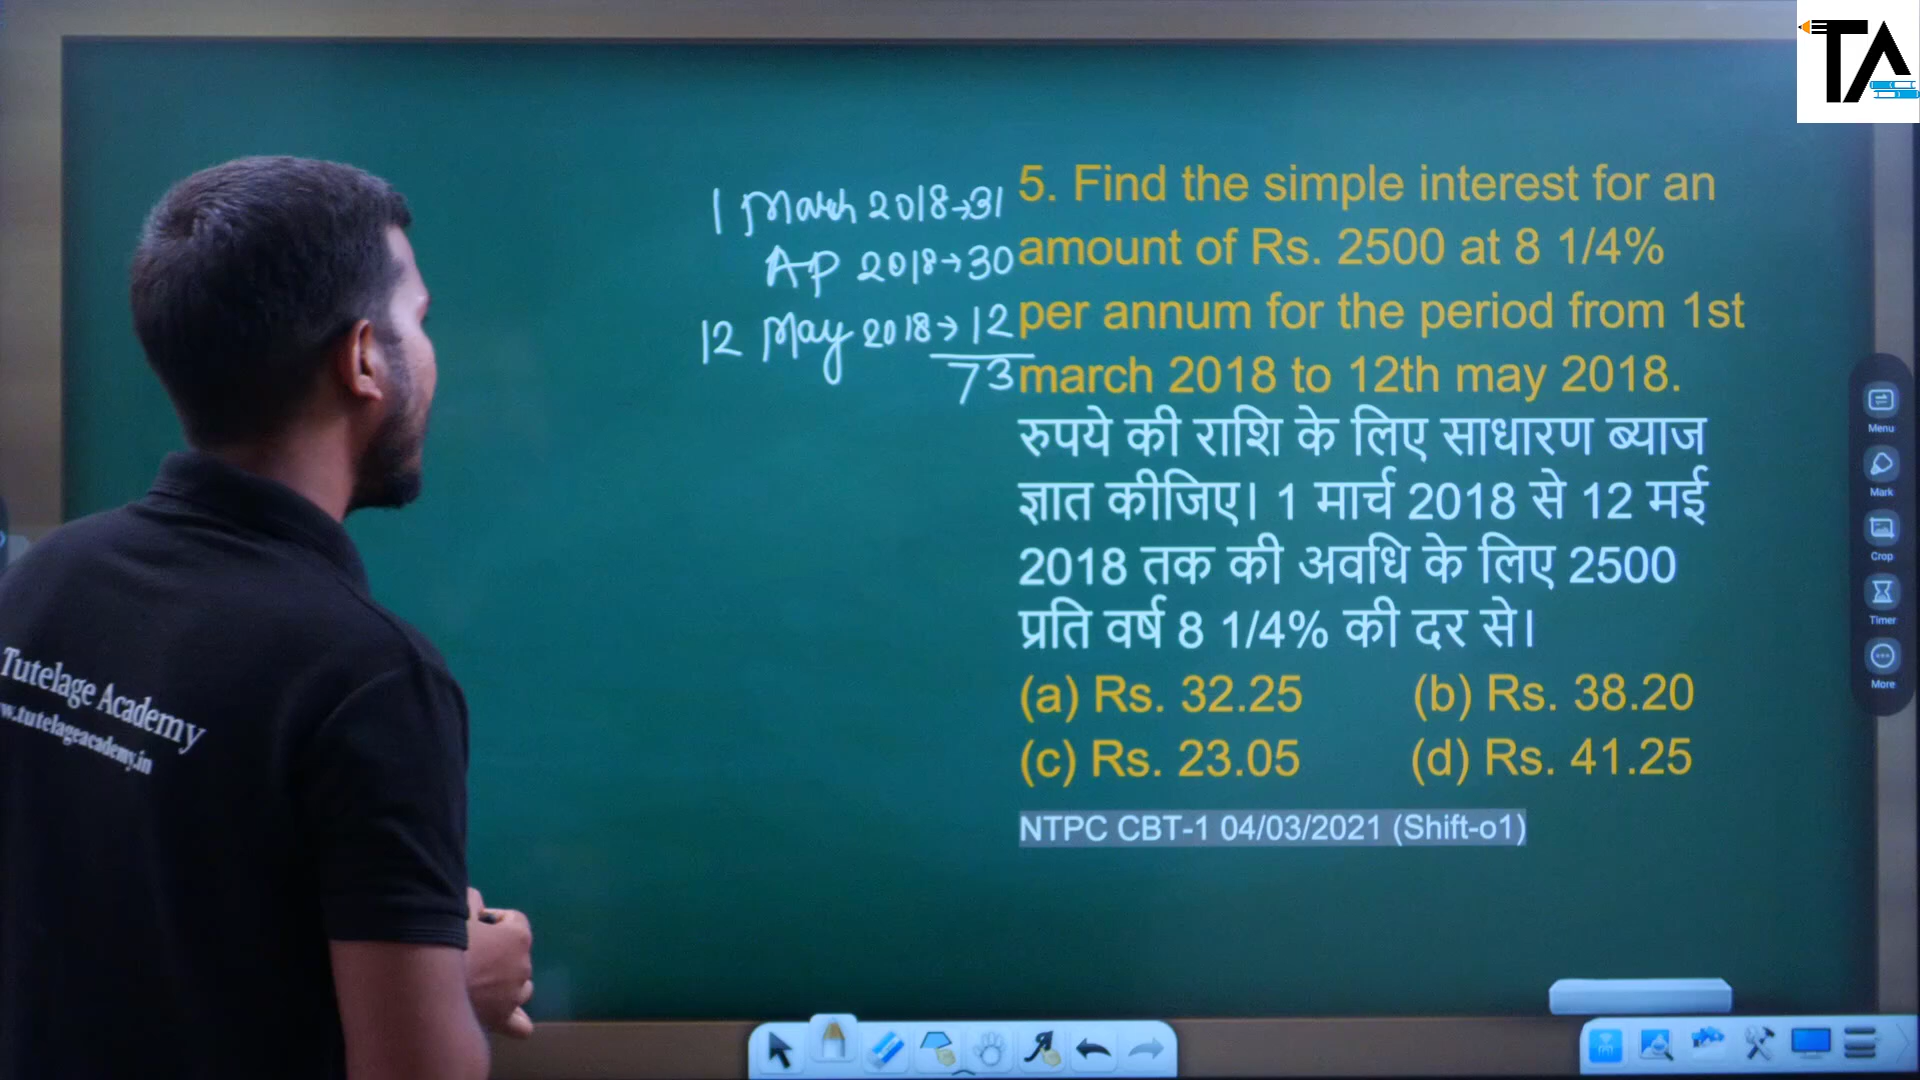 TA
1 March 2018→31
AP 2018→30
12 May 2018→12
73
5. Find the simple interest for an
amount of Rs. 2500 at 8 1/4%
per annum for the period from 1st
march 2018 to 12th may 2018.
रुपये की राशि के लिए साधारण ब्याज
ज्ञात कीजिए। 1 मार्च 2018 से 12 मई
2018 तक की अवधि के लिए 2500
प्रति वर्ष 8 1/4% की दर से।
(a) Rs. 32.25 (b) Rs. 38.20
(c) Rs. 23.05 (d) Rs. 41.25
NTPC CBT-1 04/03/2021 (Shift-o1)
Tutelage Academy
w.tutelageacademy.in
Menu
Mark
Crop
Timer
More